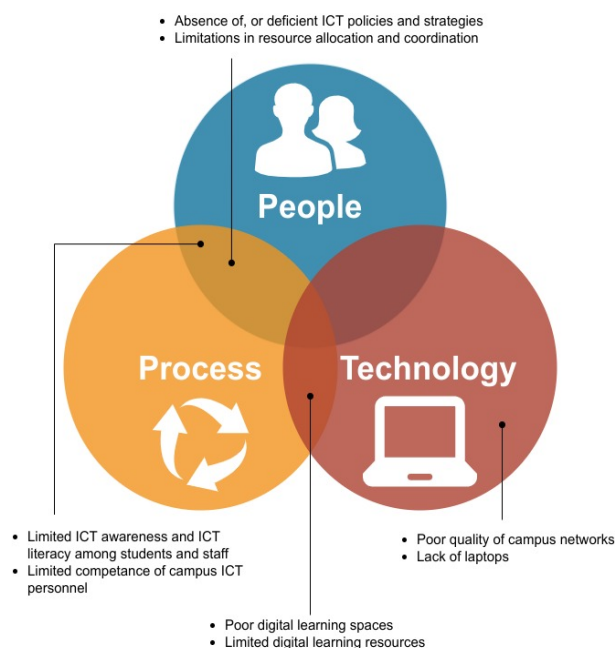 • Absence of, or deficient ICT policies and strategies
• Limitations in resource allocation and coordination
People
Process
Technology
• Limited ICT awareness and ICT
literacy among students and staff
• Limited competance of campus ICT
personnel
• Poor quality of campus networks
• Lack of laptops
• Poor digital learning spaces
• Limited digital learning resources